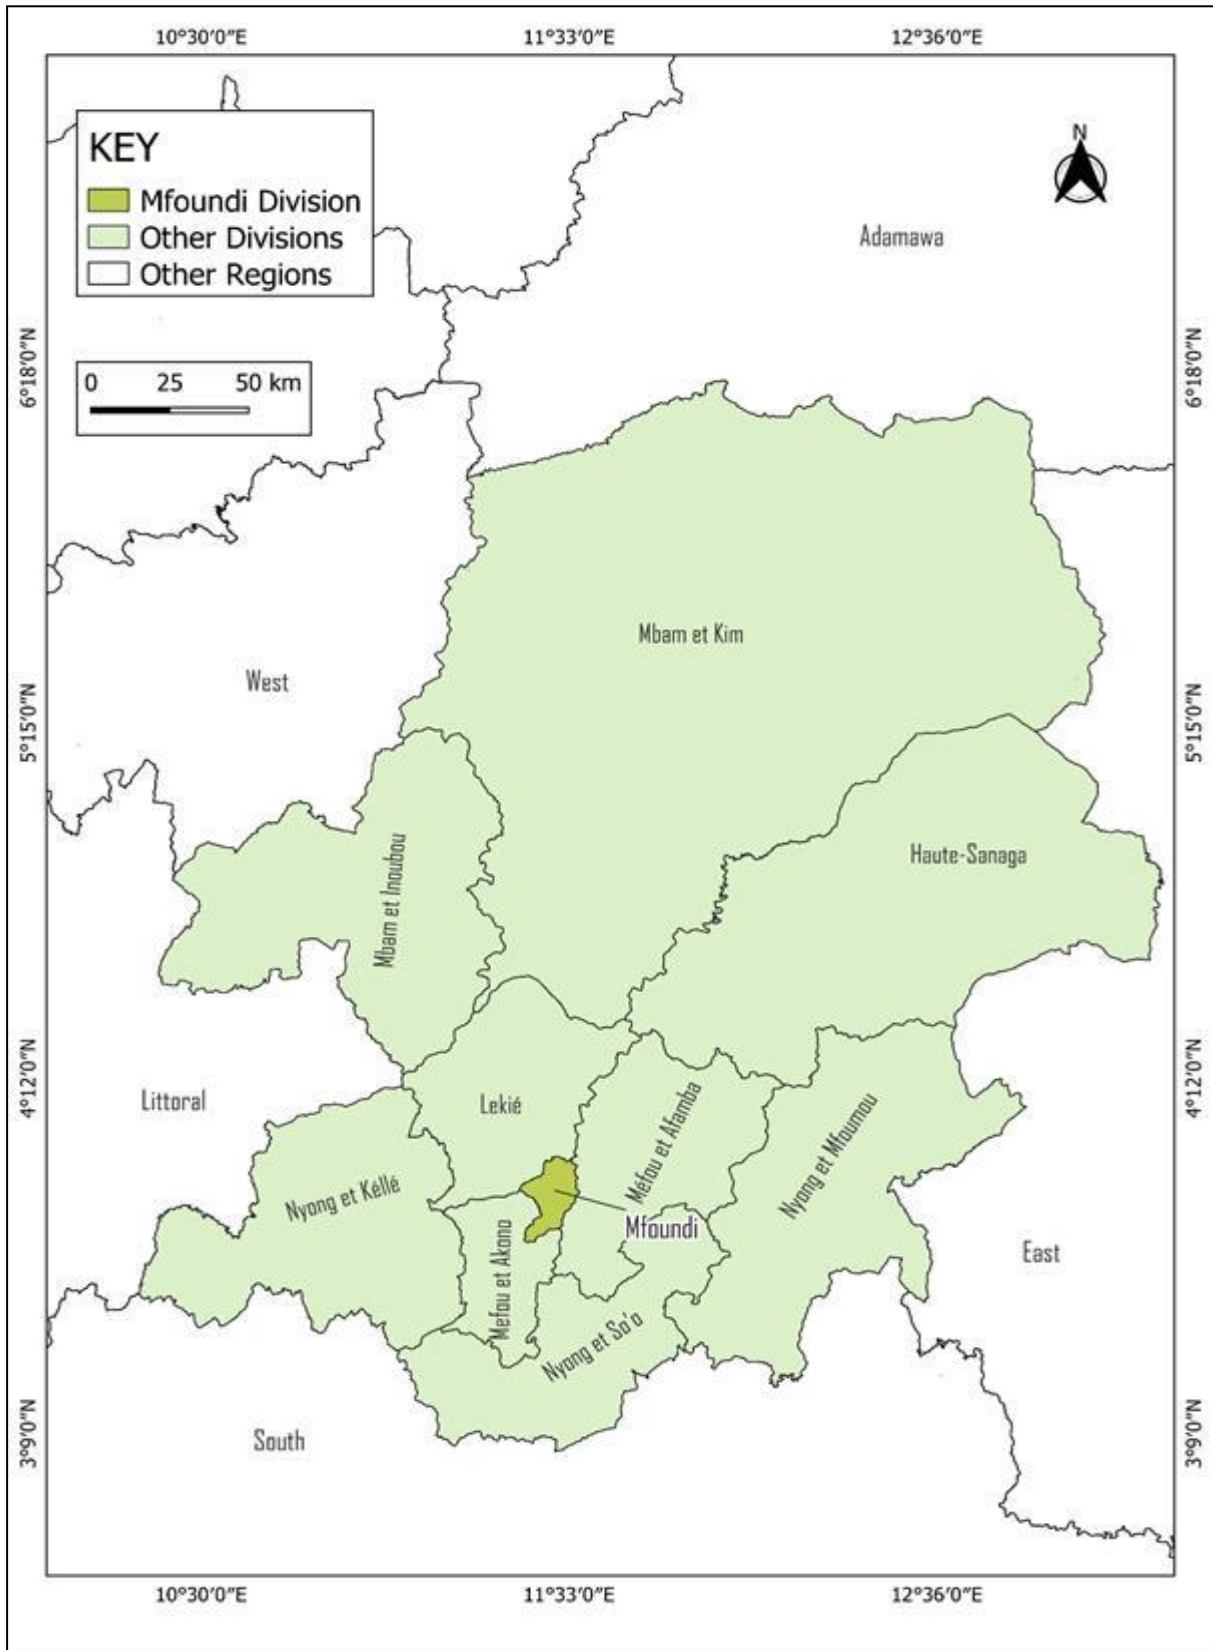 10°30′0″E
11°33′0″E
12°36′0″E
N
KEY
Mfoundi Division
Other Divisions
Other Regions
Adamawa
6°18′0″N
6°18′0″N
0 25 50 km
Mbam et Kim
West
5°15′0″N
5°15′0″N
Mbam et Inoubou
Haute-Sanaga
4°12′0″N
4°12′0″N
Littoral
Lekié
Méfou et Afamba
Nyong et Mfoumou
Nyong et Kéllé
Mfoundi
Mefou et Akono
East
Nyong et So'o
3°9′0″N
3°9′0″N
South
10°30′0″E
11°33′0″E
12°36′0″E